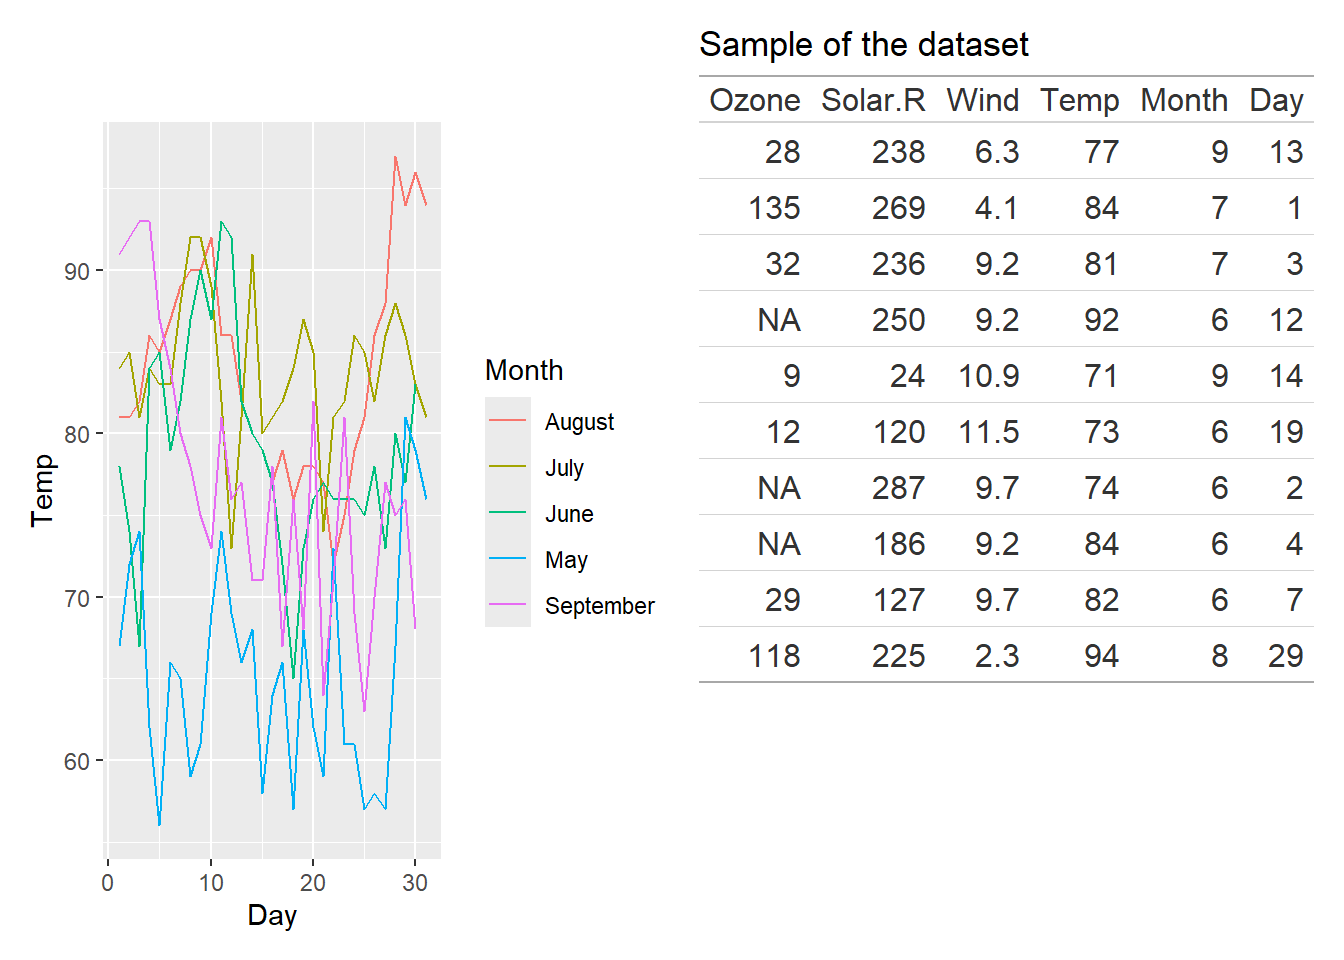 90
80
70
60
Temp
0 10 20 30
Day
Month
August
July
June
May
September
Sample of the dataset
Ozone Solar.R Wind Temp Month Day
28 238 6.3 77 9 13
135 269 4.1 84 7 1
32 236 9.2 81 7 3
NA 250 9.2 92 6 12
9 24 10.9 71 9 14
12 120 11.5 73 6 19
NA 287 9.7 74 6 2
NA 186 9.2 84 6 4
29 127 9.7 82 6 7
118 225 2.3 94 8 29